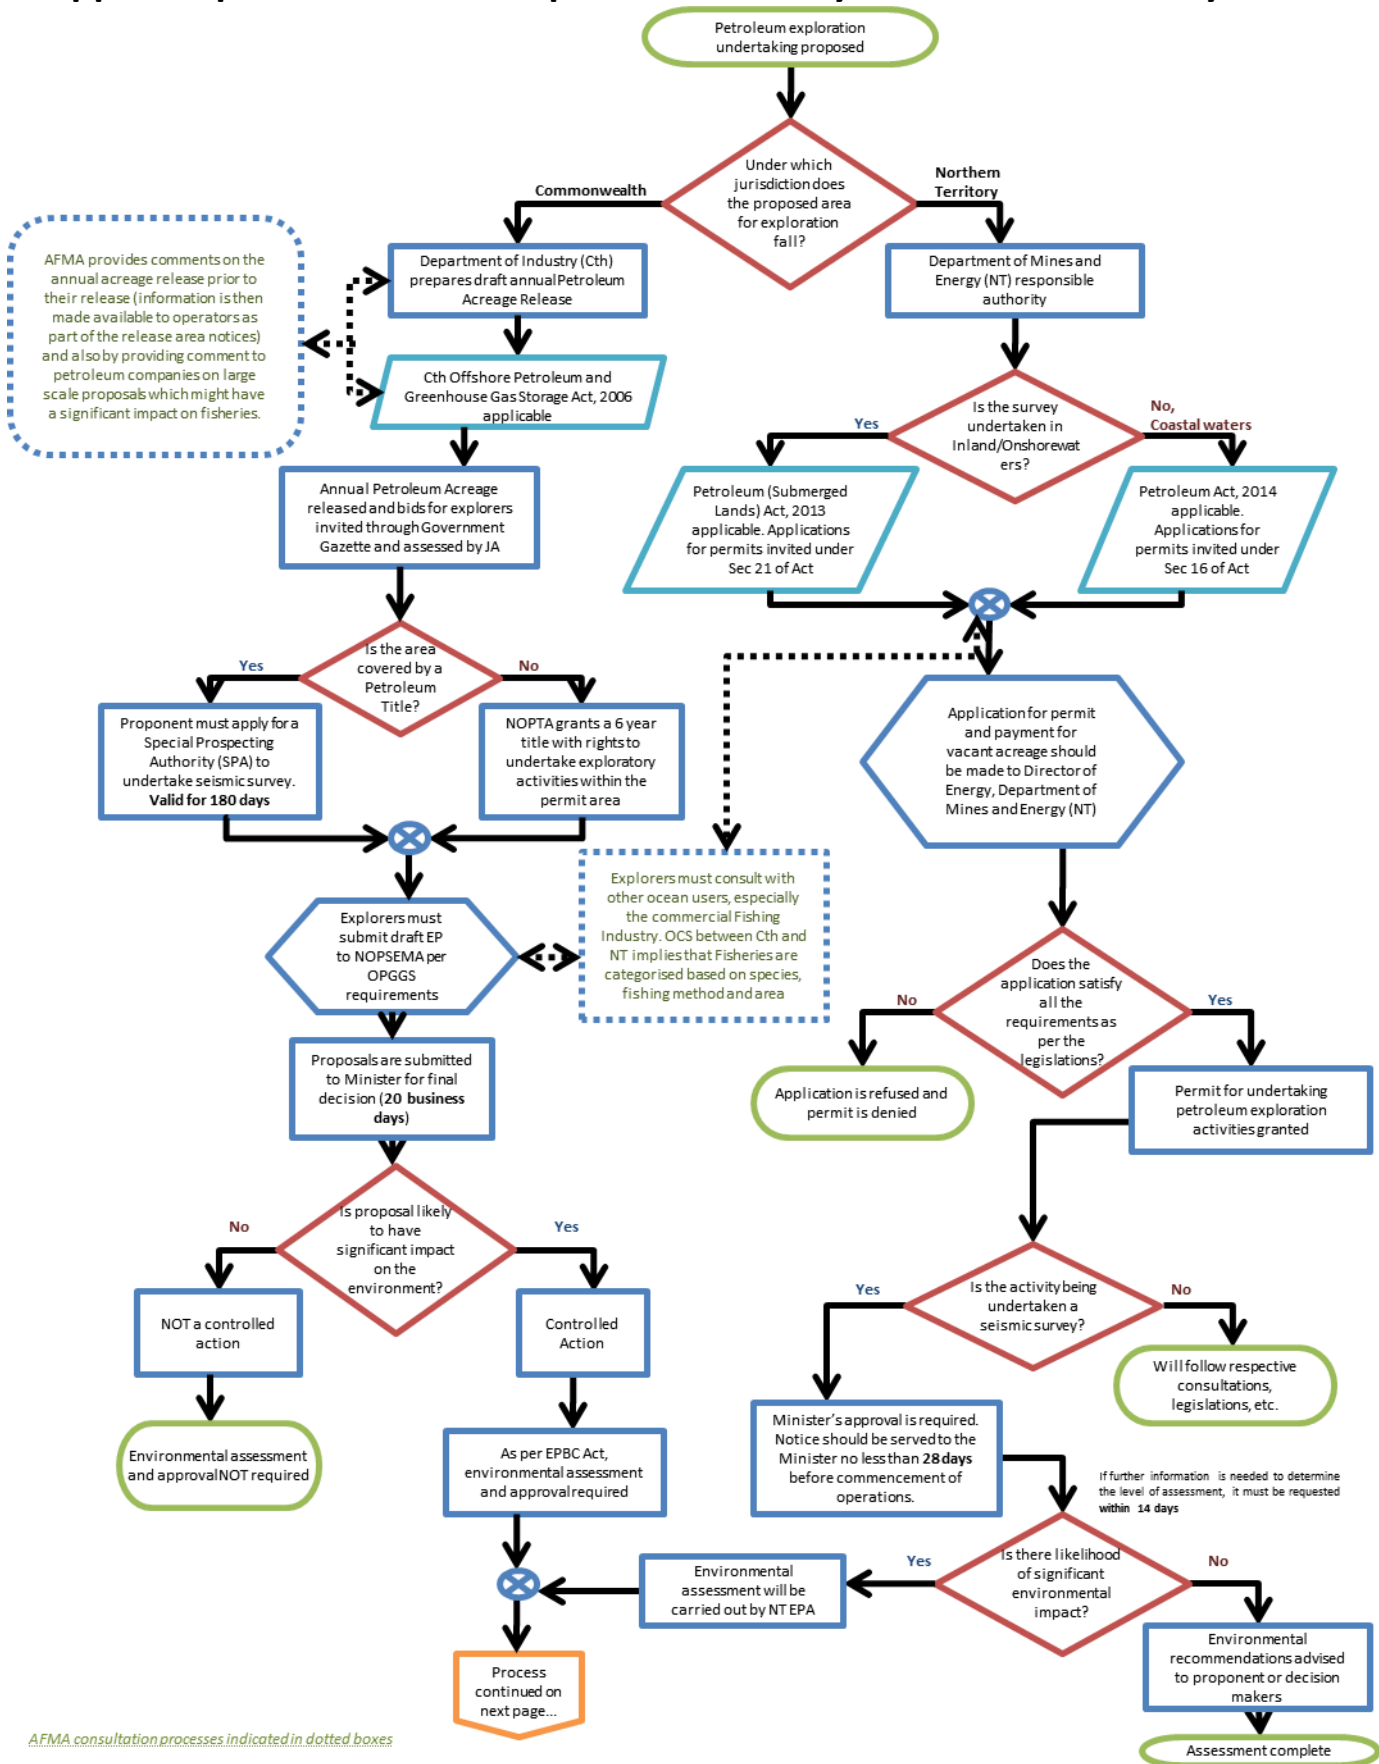 Petroleum exploration
undertaking proposed
Under which
jurisdiction does
the proposed area
for exploration
fall?
Commonwealth
Northern
Territory
AFMA provides comments on the
annual acreage release prior to
their release (information is then
made available to operators as
part of the release area notices)
and also by providing comment to
petroleum companies on large
scale proposals which might have
a significant impact on fisheries.
Department of Industry (Cth)
prepares draft annual Petroleum
Acreage Release
Department of Mines and
Energy (NT) responsible
authority
Cth Offshore Petroleum and
Greenhouse Gas Storage Act, 2006
applicable
Is the survey
undertaken in
Inland/Onshorewat
ers?
Yes
No,
Coastal waters
Annual Petroleum Acreage
released and bids for explorers
invited through Government
Gazette and assessed by JA
Petroleum (Submerged
Lands) Act, 2013
applicable. Applications
for permits invited under
Sec 21 of Act
Petroleum Act, 2014
applicable.
Applications for
permits invited under
Sec 16 of Act
Is the area
covered by a
Petroleum
Title?
Yes
No
Proponent must apply for a
Special Prospecting
Authority (SPA) to
undertake seismic survey.
Valid for 180 days
NOPTA grants a 6 year
title with rights to
undertake exploratory
activities within the
permit area
Application for permit
and payment for
vacant acreage should
be made to Director of
Energy, Department of
Mines and Energy (NT)
Explorers must
submit draft EP
to NOPSEMA per
OPGGS
requirements
Explorers must consult with
other ocean users, especially
the commercial Fishing
Industry. OCS between Cth and
NT implies that Fisheries are
categorised based on species,
fishing method and area
Does the
application satisfy
all the
requirements as
per the
legislations?
No
Yes
Proposals are submitted
to Minister for final
decision (20 business
days)
Application is refused and
permit is denied
Permit for undertaking
petroleum exploration
activities granted
Is proposal likely
to have
significant impact
on the
environment?
No
Yes
NOT a controlled
action
Controlled
Action
Is the activity being
undertaken a
seismic survey?
Yes
No
Will follow respective
consultations,
legislations, etc.
Environmental assessment
and approval NOT required
As per EPBC Act,
environmental assessment
and approval required
Minister's approval is required.
Notice should be served to the
Minister no less than 28 days
before commencement of
operations.
If further information is needed to determine
the level of assessment, it must be requested
within 14 days
Is there likelihood
of significant
environmental
impact?
Yes
No
Environmental
assessment will be
carried out by NT EPA
Environmental
recommendations advised
to proponent or decision
makers
Process
continued on
next page...
Assessment complete
AFMA consultation processes indicated in dotted boxes